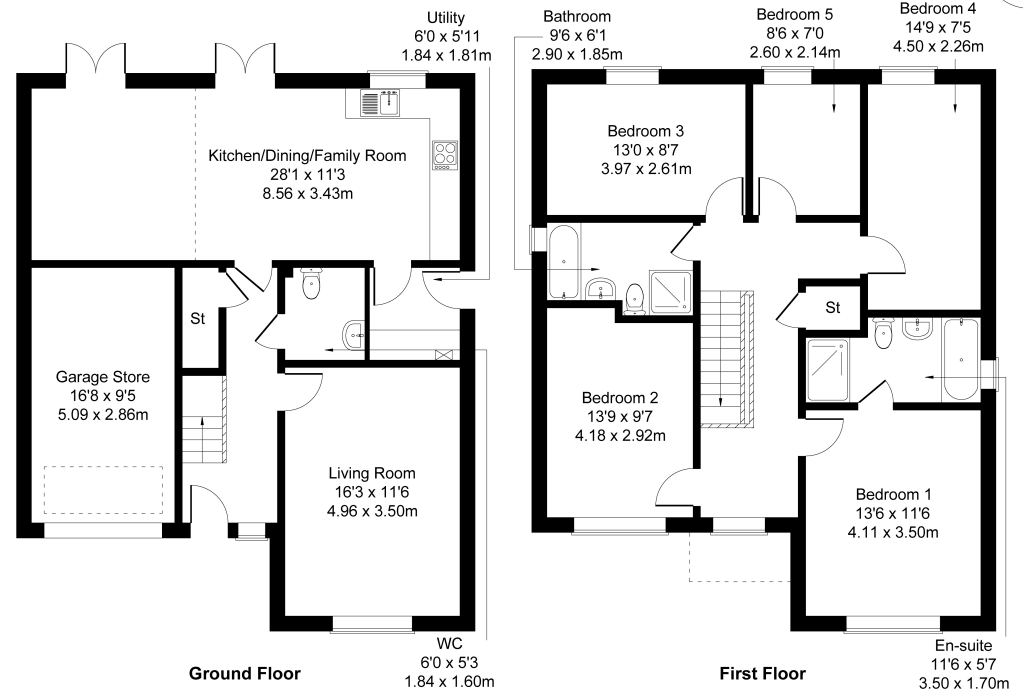 Utility
6'0 x 5'11
1.84 x 1.81m
Kitchen/Dining/Family Room
28'1 x 11'3
8.56 x 3.43m
St
Garage Store
16'8 x 9'5
5.09 x 2.86m
Living Room
16'3 x 11'6
4.96 x 3.50m
WC
6'0 x 5'3
1.84 x 1.60m
Ground Floor
Bathroom
9'6 x 6'1
2.90 x 1.85m
Bedroom 5
8'6 x 7'0
2.60 x 2.14m
Bedroom 4
14'9 x 7'5
4.50 x 2.26m
Bedroom 3
13'0 x 8'7
3.97 x 2.61m
St
Bedroom 2
13'9 x 9'7
4.18 x 2.92m
Bedroom 1
13'6 x 11'6
4.11 x 3.50m
En-suite
11'6 x 5'7
3.50 x 1.70m
First Floor